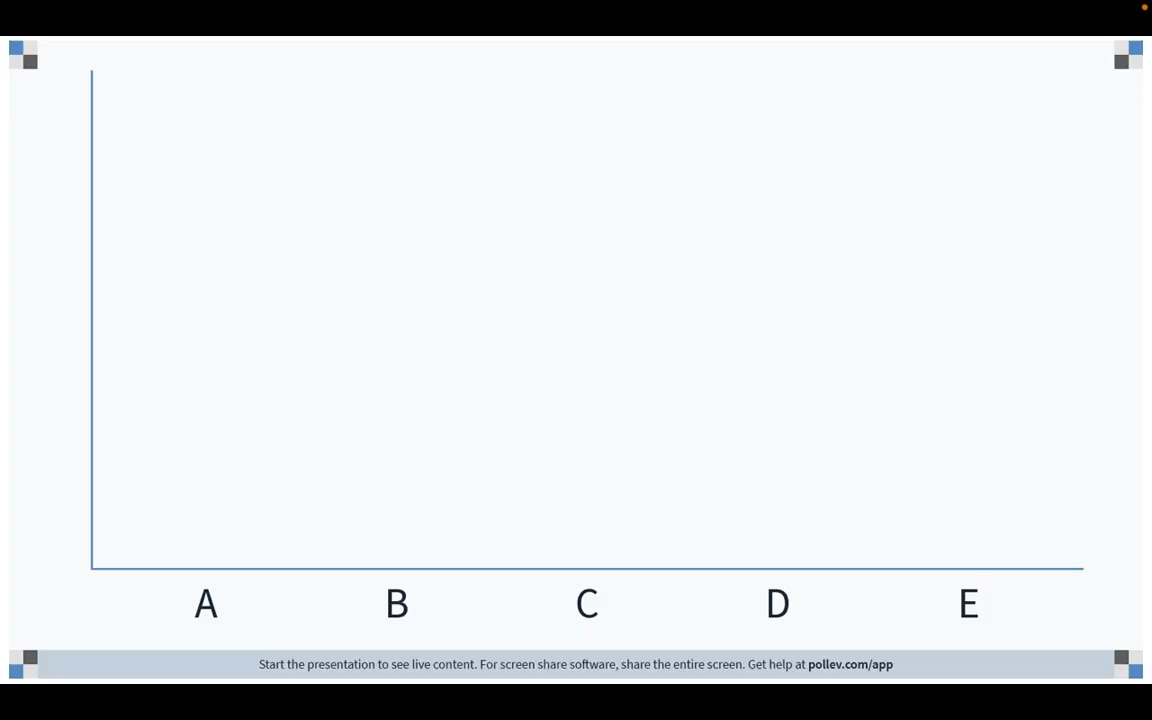 A B C D E
Start the presentation to see live content. For screen share software, share the entire screen. Get help at pollev.com/app